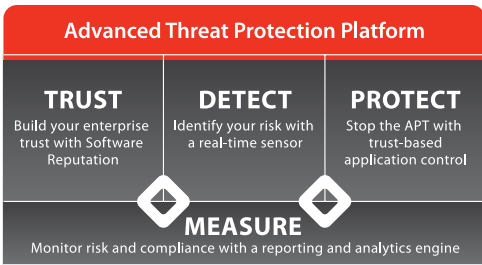 Advanced Threat Protection Platform
TRUST
Build your enterprise
trust with Software
Reputation
DETECT
Identify your risk with
a real-time sensor
PROTECT
Stop the APT with
trust-based
application control
MEASURE
Monitor risk and compliance with a reporting and analytics engine